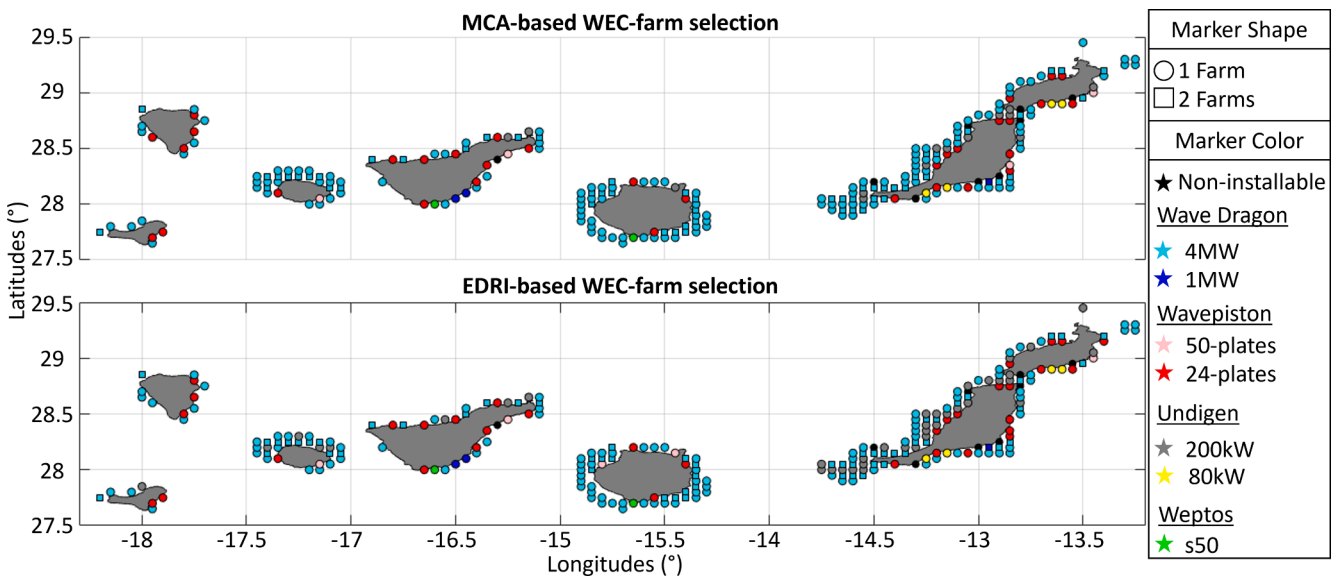 MCA-based WEC-farm selection
29.5
29
28.5
28
27.5
EDRI-based WEC-farm selection
29.5
29
28.5
28
27.5
-18
-17.5
-17
-16.5
-15
-15.5
-14
-14.5
-13
-13.5
Latitudes (°)
Longitudes (°)
Marker Shape
1 Farm
2 Farms
Marker Color
Non-installable
Wave Dragon
4MW
1MW
Wavepiston
50-plates
24-plates
Undigen
200kW
80kW
Weptos
s50